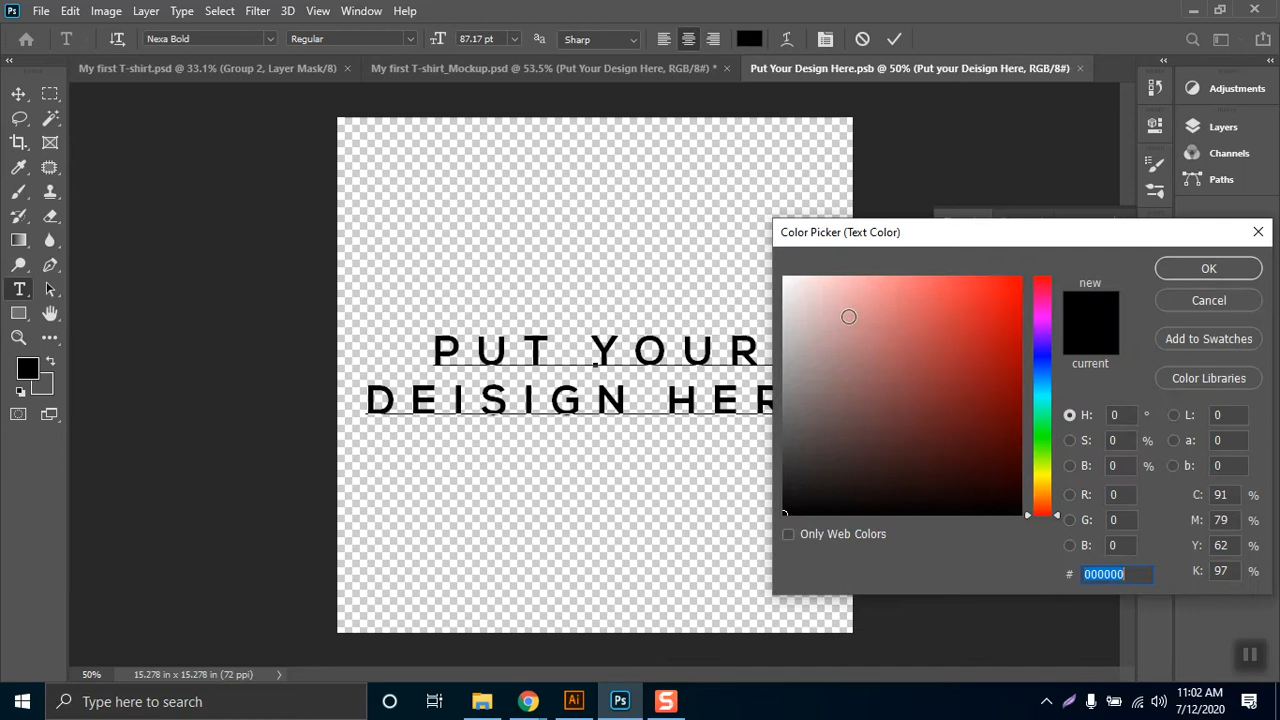 Ps File Edit Image Layer Type Select Filter 3D View Window Help
T Nexa Bold Regular 87.17 pt aa Sharp
My first T-shirt.psd @ 33.1% (Group 2, Layer Mask/8) × My first T-shirt_Mockup.psd @ 53.5% (Put Your Design Here, RGB/8#) * × Put Your Design Here.psb @ 50% (Put your Deisign Here, RGB/8#) ×
Adjustments
Layers
Channels
Paths
PUT YOUR
DEISIGN HER
Color Picker (Text Color)
new
current
OK
Cancel
Add to Swatches
Color Libraries
H: 0 ° L: 0
S: 0 % a: 0
B: 0 % b: 0
R: 0 C: 91 %
G: 0 M: 79 %
B: 0 Y: 62 %
# 000000 K: 97 %
Only Web Colors
50% 15.278 in x 15.278 in (72 ppi)
Type here to search
Ai Ps S
11:02 AM
7/12/2020